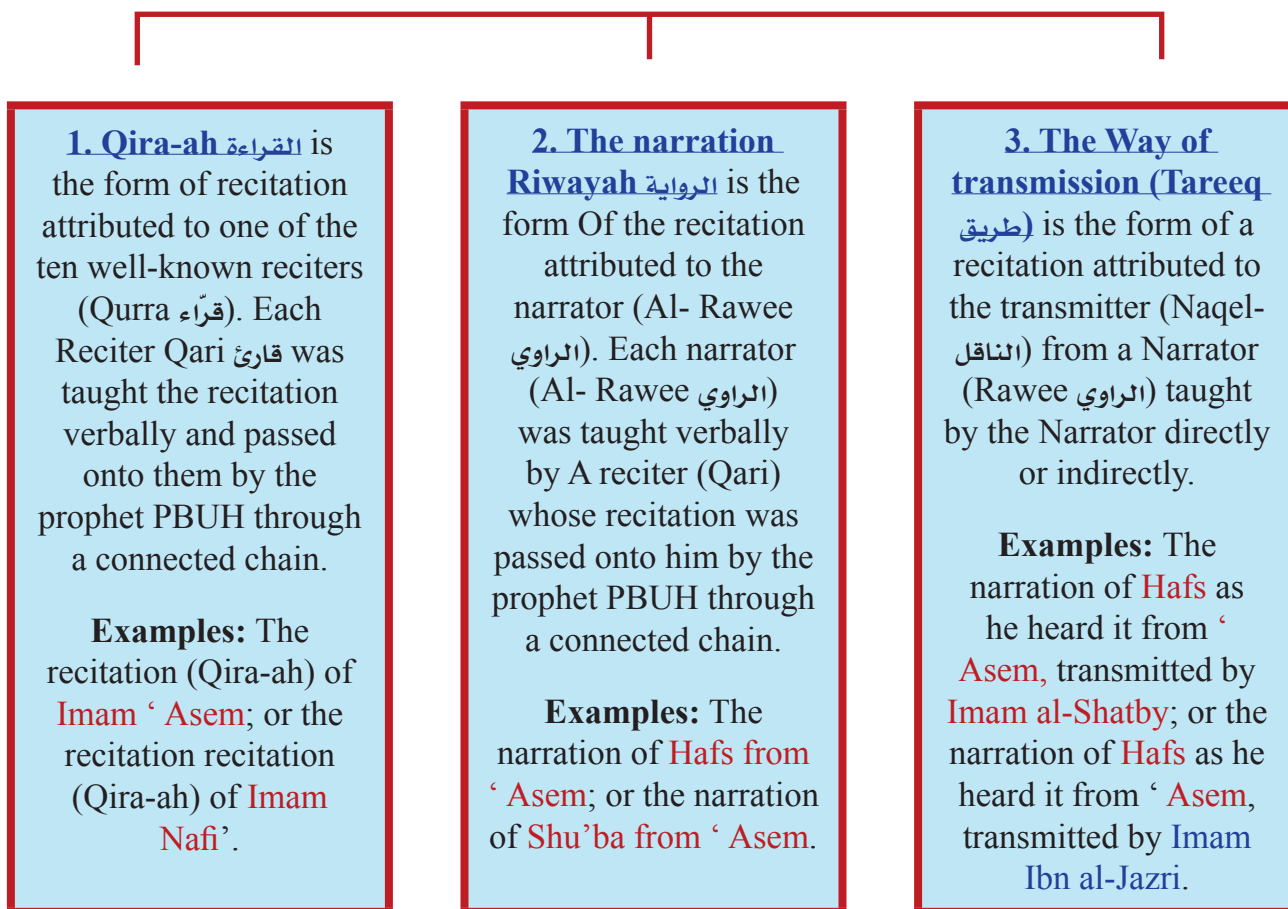 1. Qira-ah القراءة is
the form of recitation
attributed to one of the
ten well-known reciters
(Qurra قرّاء). Each
Reciter Qari قارئ was
taught the recitation
verbally and passed
onto them by the
prophet PBUH through
a connected chain.
Examples: The
recitation (Qira-ah) of
Imam ‘ Asem; or the
recitation recitation
(Qira-ah) of Imam
Nafi’.
2. The narration
Riwayah الرواية is the
form Of the recitation
attributed to the
narrator (Al- Rawee
الراوي). Each narrator
(Al- Rawee الراوي)
was taught verbally
by A reciter (Qari)
whose recitation was
passed onto him by the
prophet PBUH through
a connected chain.
Examples: The
narration of Hafs from
‘ Asem; or the narration
of Shu’ba from ‘ Asem.
3. The Way of
transmission (Tareeq
طريق) is the form of a
recitation attributed to
the transmitter (Naqel-
الناقل) from a Narrator
(Rawee الراوي) taught
by the Narrator directly
or indirectly.
Examples: The
narration of Hafs as
he heard it from ‘
Asem, transmitted by
Imam al-Shatby; or the
narration of Hafs as he
heard it from ‘ Asem,
transmitted by Imam
Ibn al-Jazri.